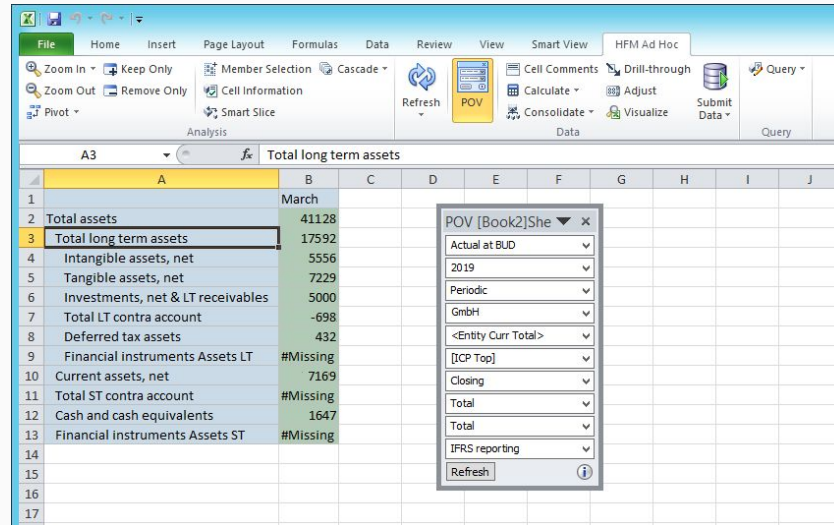 File Home Insert Page Layout Formulas Data Review View Smart View HFM Ad Hoc
Zoom In Keep Only Member Selection Cascade
Zoom Out Remove Only Cell Information
Pivot Smart Slice
Analysis
Refresh POV
Cell Comments Drill-through
Calculate Adjust
Consolidate Visualize
Submit Data
Data
Query
Query
A3 fx Total long term assets
A B C D E F G H I J
1 March
2 Total assets 41128
3 Total long term assets 17592
4 Intangible assets, net 5556
5 Tangible assets, net 7229
6 Investments, net & LT receivables 5000
7 Total LT contra account -698
8 Deferred tax assets 432
9 Financial instruments Assets LT #Missing
10 Current assets, net 7169
11 Total ST contra account #Missing
12 Cash and cash equivalents 1647
13 Financial instruments Assets ST #Missing
14
15
16
17
POV [Book2]She
Actual at BUD
2019
Periodic
GmbH
<Entity Curr Total>
[ICP Top]
Closing
Total
Total
IFRS reporting
Refresh